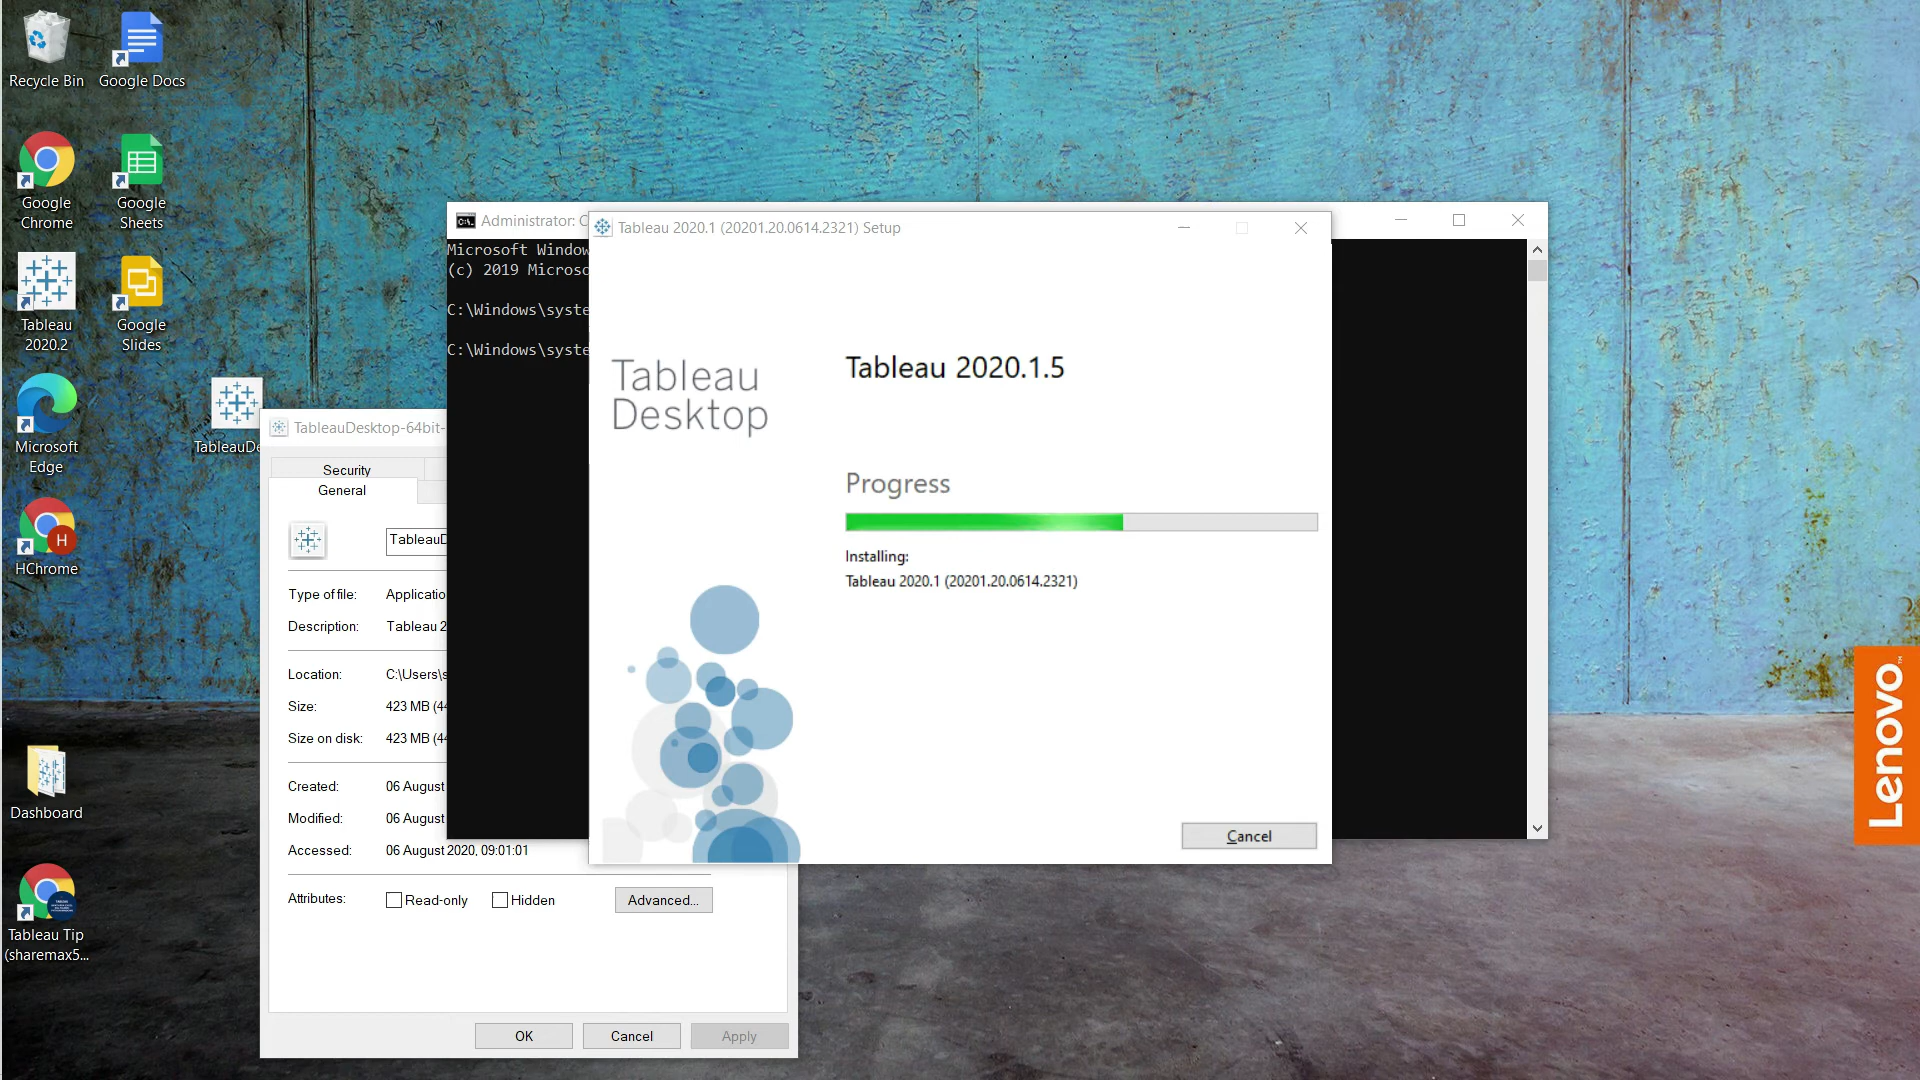 Recycle Bin
Google Docs
Google
Chrome
Google
Sheets
Tableau
2020.2
Google
Slides
Microsoft
Edge
HChrome
H
Dashboard
Tableau Tip
(sharemax5...
TableauDe
TableauDesktop-64bit-
Security
General
TableauD
Type of file: Applicatio
Description: Tableau 2
Location: C:\Users\s
Size: 423 MB (44
Size on disk: 423 MB (44
Created: 06 August
Modified: 06 August
Accessed: 06 August 2020, 09:01:01
Attributes: Read-only Hidden Advanced...
OK Cancel Apply
Administrator: C
Microsoft Window
(c) 2019 Microso
C:\Windows\syste
C:\Windows\syste
Tableau 2020.1 (20201.20.0614.2321) Setup
Tableau
Desktop
Tableau 2020.1.5
Progress
Installing:
Tableau 2020.1 (20201.20.0614.2321)
Cancel
Lenovo